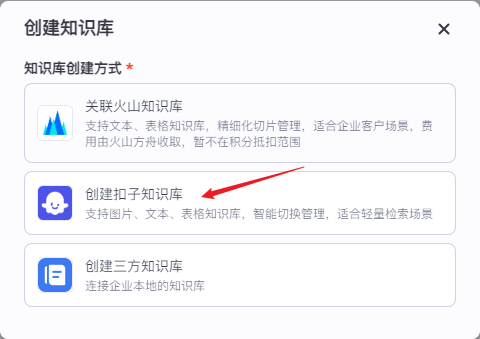 创建知识库
知识库创建方式 *
关联火山知识库
支持文本、表格知识库，精细化切片管理，适合企业客户场景，费
用由火山方舟收取，暂不在积分抵扣范围
创建扣子知识库
支持图片、文本、表格知识库，智能切换管理，适合轻量检索场景
创建三方知识库
连接企业本地的知识库